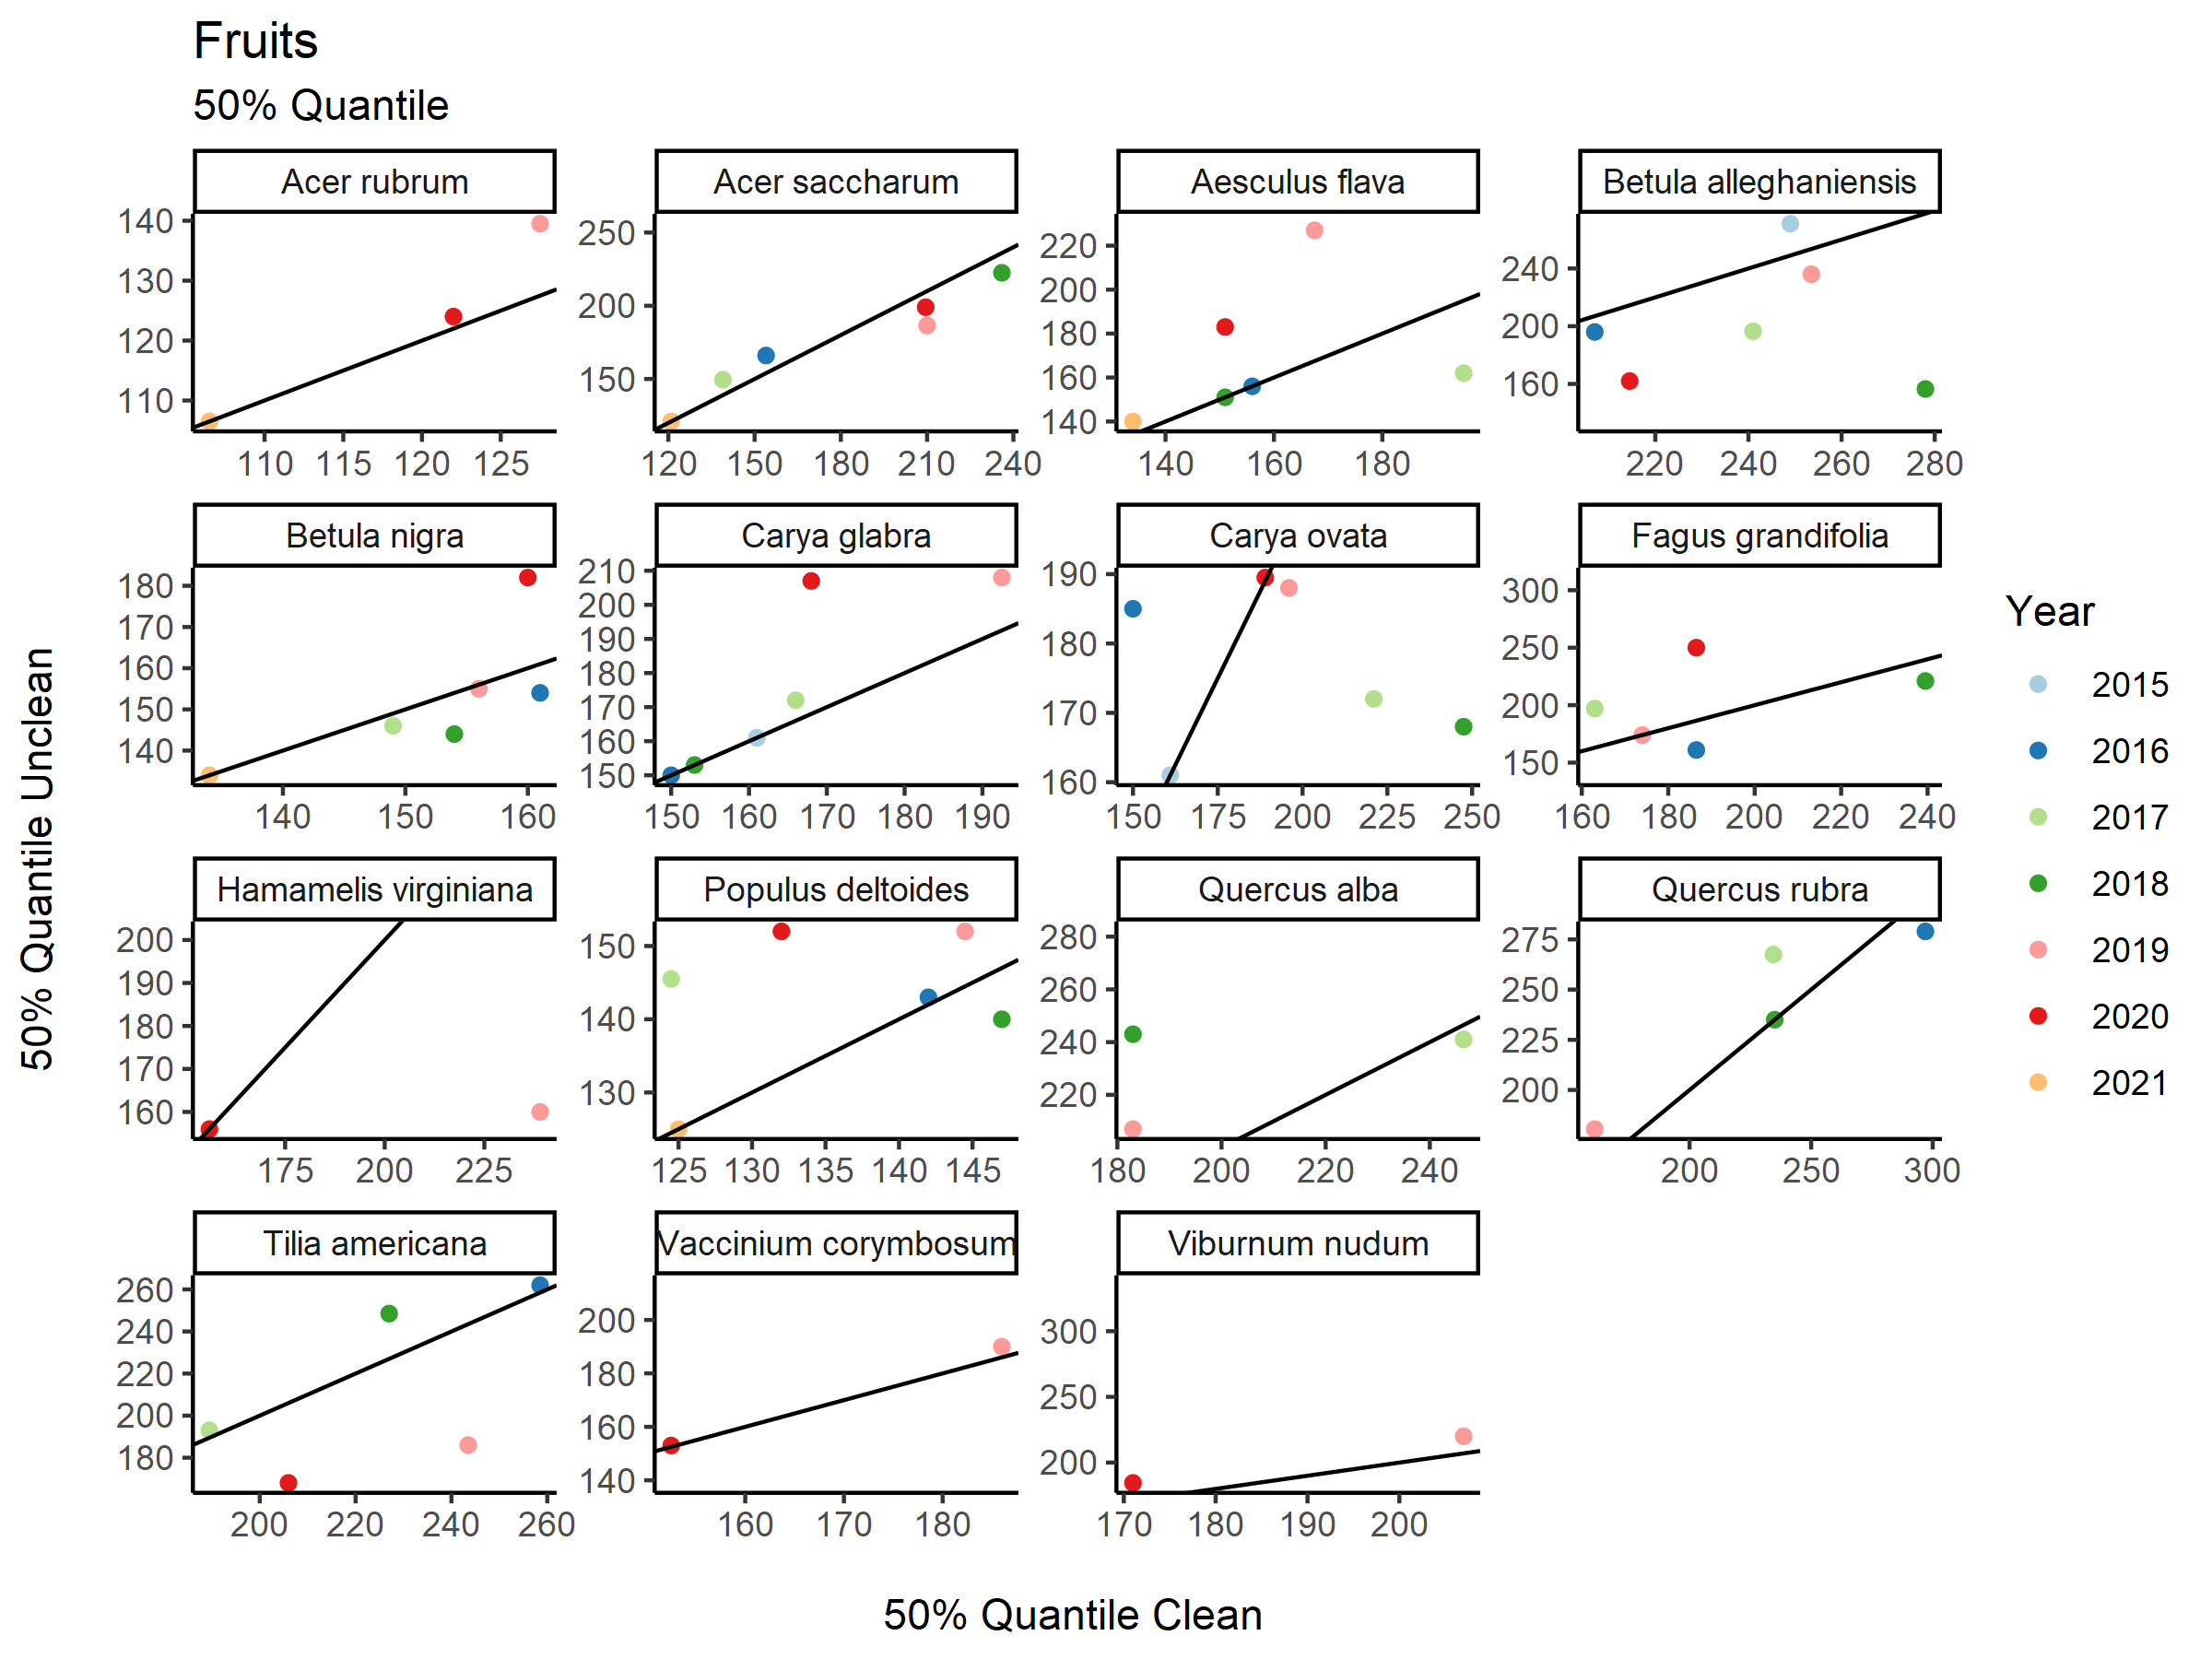 Fruits
50% Quantile
Acer rubrum
Acer saccharum
Aesculus flava
Betula alleghaniensis
140
130
120
110
110 115 120 125
250
200
150
120 150 180 210 240
220
200
180
160
140
140 160 180
240
200
160
220 240 260 280
Betula nigra
Carya glabra
Carya ovata
Fagus grandifolia
180
170
160
150
140
140 150 160
210
200
190
180
170
160
150
150 160 170 180 190
190
180
170
160
150 175 200 225 250
300
250
200
150
160 180 200 220 240
Hamamelis virginiana
Populus deltoides
Quercus alba
Quercus rubra
200
190
180
170
160
175 200 225
150
140
130
125 130 135 140 145
280
260
240
220
180 200 220 240
275
250
225
200
200 250 300
Tilia americana
Vaccinium corymbosum
Viburnum nudum
260
240
220
200
180
200 220 240 260
200
180
160
140
160 170 180
300
250
200
170 180 190 200
50% Quantile Unclean
50% Quantile Clean
Year
2015
2016
2017
2018
2019
2020
2021